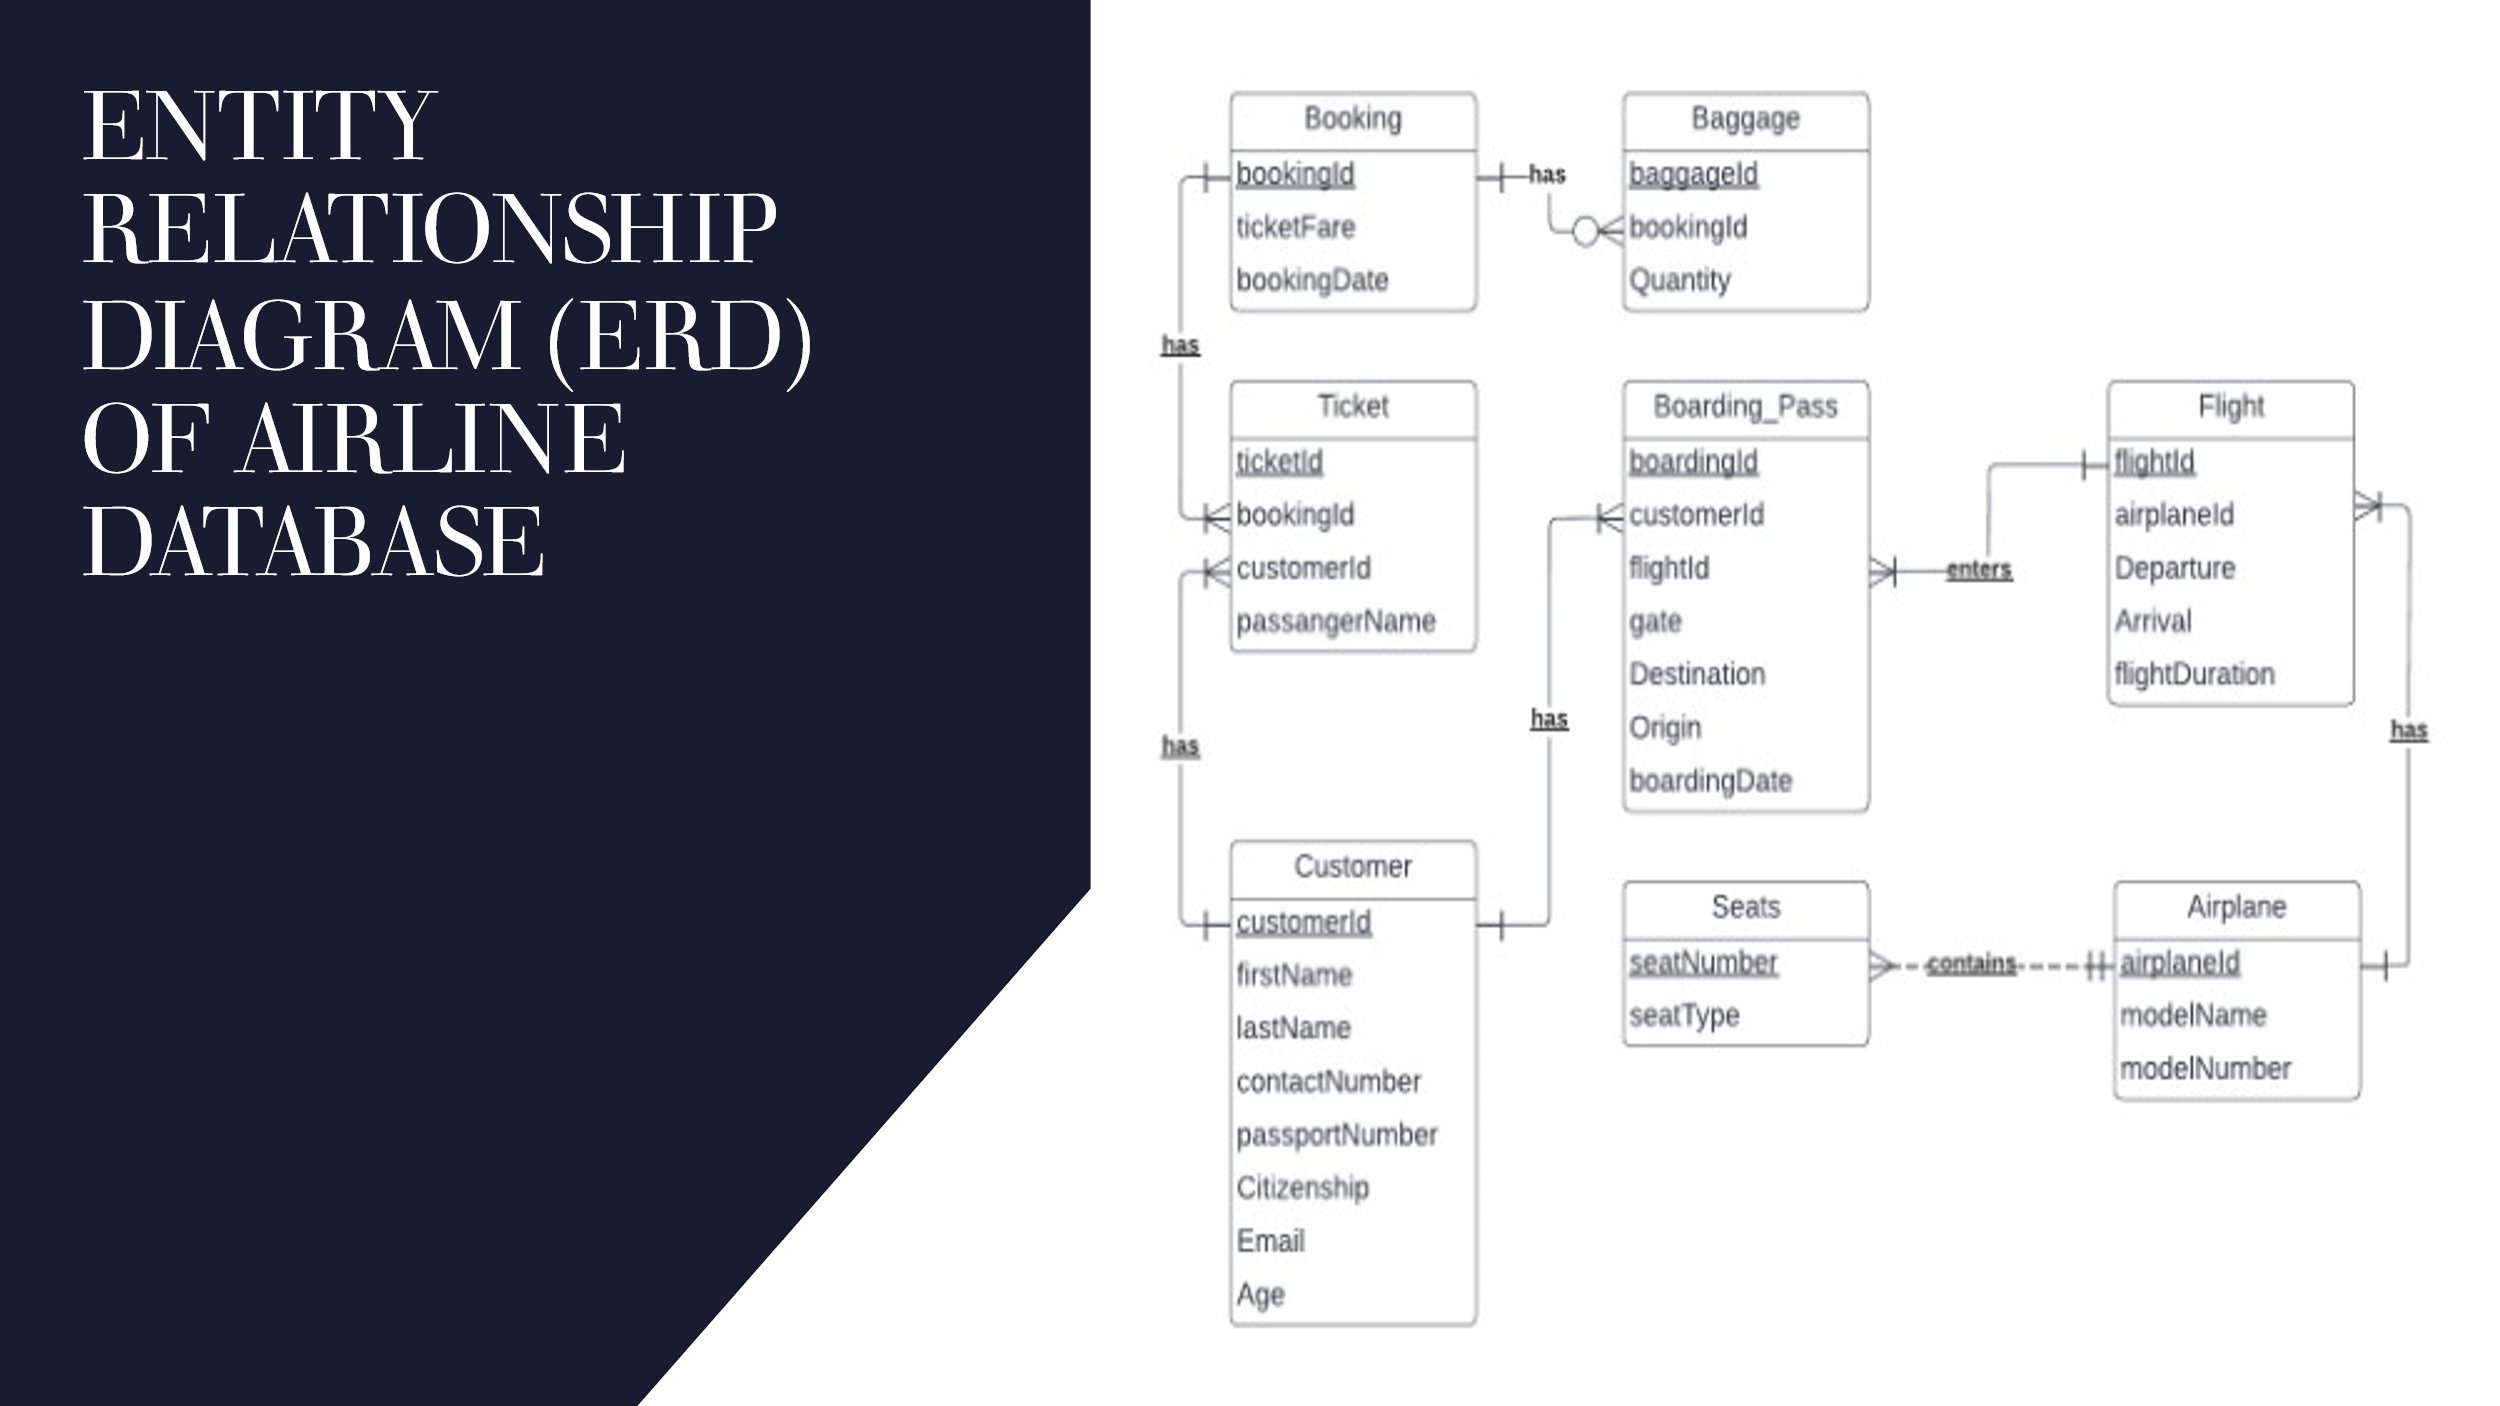 ENTITY
RELATIONSHIP
DIAGRAM (ERD)
OF AIRLINE
DATABASE
Booking
bookingId
ticketFare
bookingDate
has
Baggage
baggageId
bookingId
Quantity
has
Ticket
ticketId
bookingId
customerId
passangerName
Boarding_Pass
boardingId
customerId
flightId
gate
Destination
Origin
boardingDate
enters
Flight
flightId
airplaneId
Departure
Arrival
flightDuration
has
has
has
Customer
customerId
firstName
lastName
contactNumber
passportNumber
Citizenship
Email
Age
Seats
seatNumber
seatType
contains
Airplane
airplaneId
modelName
modelNumber